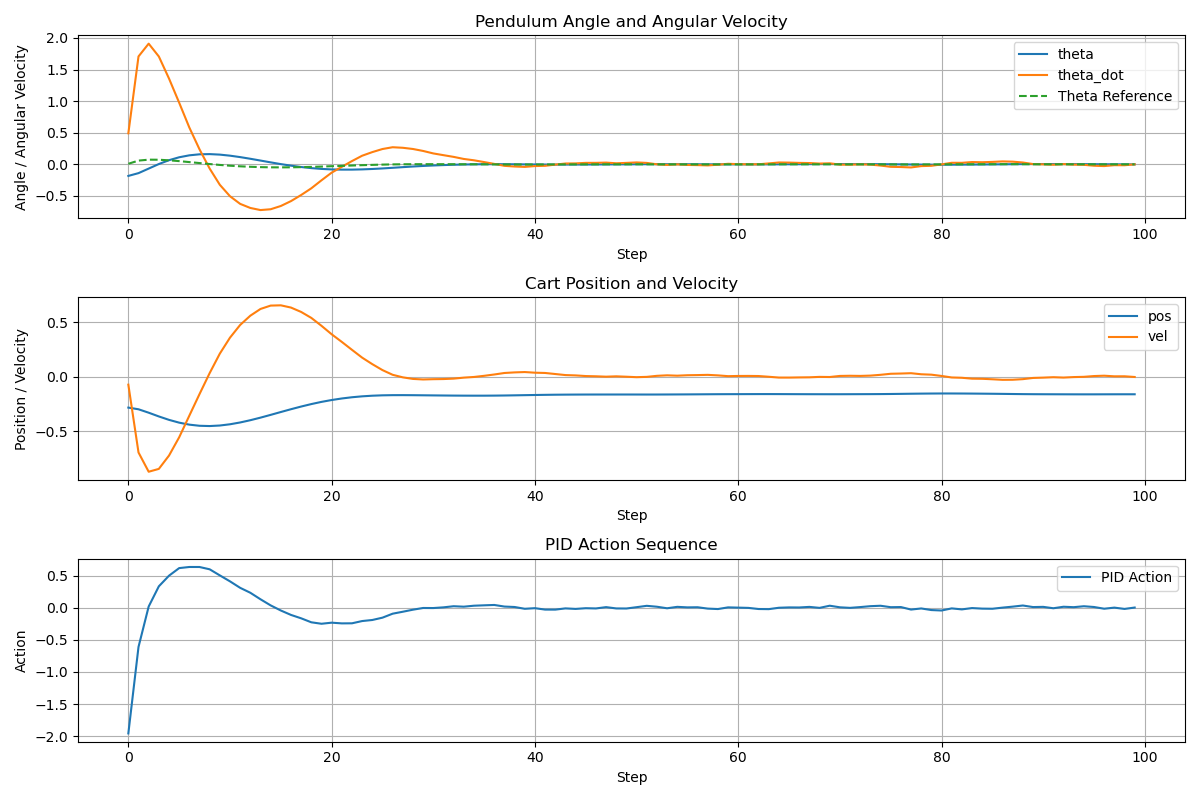 Pendulum Angle and Angular Velocity
Angle / Angular Velocity
2.0
1.5
1.0
0.5
0.0
−0.5
theta
theta_dot
Theta Reference
0 20 40 60 80 100
Step
Cart Position and Velocity
Position / Velocity
0.5
0.0
−0.5
pos
vel
0 20 40 60 80 100
Step
PID Action Sequence
Action
0.5
0.0
−0.5
−1.0
−1.5
−2.0
PID Action
0 20 40 60 80 100
Step